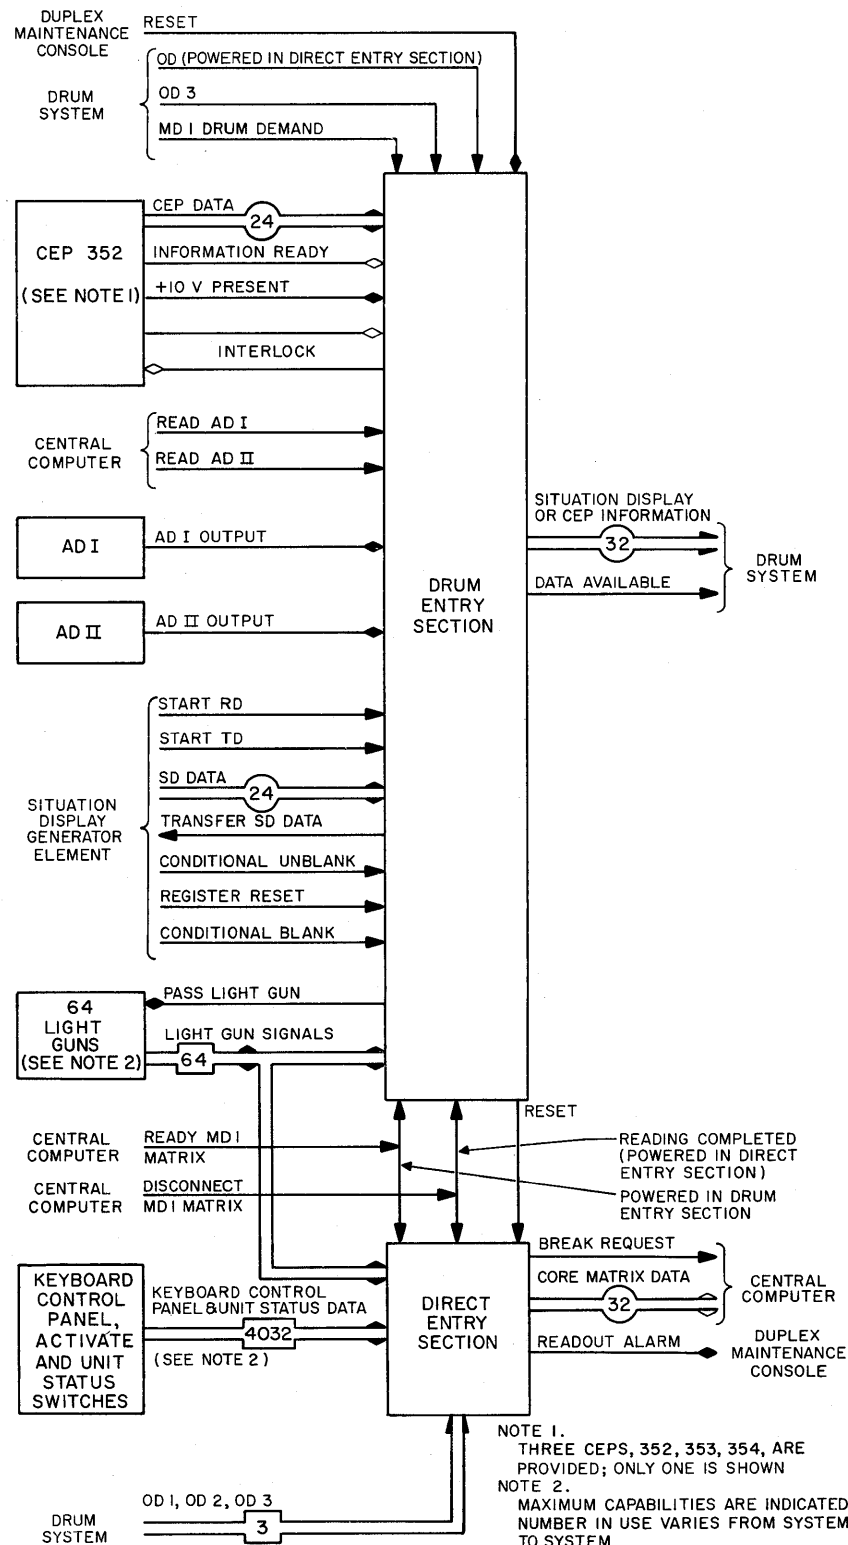 DUPLEX
MAINTENANCE
CONSOLE
RESET
OD (POWERED IN DIRECT ENTRY SECTION)
DRUM
SYSTEM
OD 3
MD I DRUM DEMAND
CEP 352
(SEE NOTE I)
CEP DATA
24
INFORMATION READY
+10 V PRESENT
INTERLOCK
CENTRAL
COMPUTER
READ AD I
READ AD II
AD I
AD I OUTPUT
AD II
AD II OUTPUT
DRUM
ENTRY
SECTION
SITUATION DISPLAY
OR CEP INFORMATION
32
DATA AVAILABLE
DRUM
SYSTEM
SITUATION
DISPLAY
GENERATOR
ELEMENT
START RD
START TD
SD DATA
24
TRANSFER SD DATA
CONDITIONAL UNBLANK
REGISTER RESET
CONDITIONAL BLANK
64
LIGHT
GUNS
(SEE NOTE 2)
PASS LIGHT GUN
LIGHT GUN SIGNALS
64
RESET
CENTRAL
COMPUTER
READY MD I
MATRIX
READING COMPLETED
(POWERED IN DIRECT
ENTRY SECTION)
CENTRAL
COMPUTER
DISCONNECT
MD I MATRIX
POWERED IN DRUM
ENTRY SECTION
KEYBOARD
CONTROL
PANEL,
ACTIVATE
AND UNIT
STATUS
SWITCHES
KEYBOARD CONTROL
PANEL & UNIT STATUS DATA
4032
(SEE NOTE 2)
DIRECT
ENTRY
SECTION
BREAK REQUEST
CORE MATRIX DATA
32
READOUT ALARM
CENTRAL
COMPUTER
DUPLEX
MAINTENANCE
CONSOLE
DRUM
SYSTEM
OD I, OD 2, OD 3
3
NOTE I.
THREE CEPS, 352, 353, 354, ARE
PROVIDED; ONLY ONE IS SHOWN
NOTE 2.
MAXIMUM CAPABILITIES ARE INDICATED
NUMBER IN USE VARIES FROM SYSTEM
TO SYSTEM